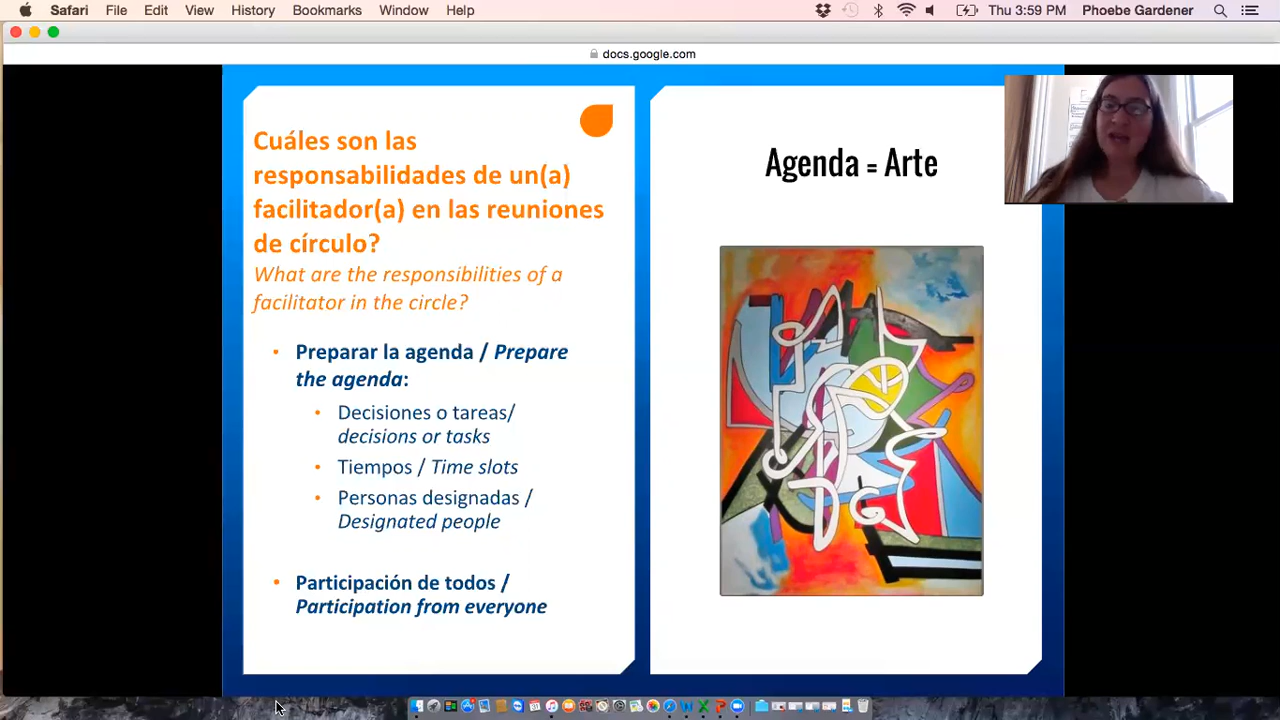 Safari File Edit View History Bookmarks Window Help Thu 3:59 PM Phoebe Gardener
docs.google.com
Cuáles son las
responsabilidades de un(a)
facilitador(a) en las reuniones
de círculo?
What are the responsibilities of a
facilitator in the circle?
• Preparar la agenda / Prepare
the agenda:
• Decisiones o tareas/
decisions or tasks
• Tiempos / Time slots
• Personas designadas /
Designated people
• Participación de todos /
Participation from everyone
Agenda = Arte